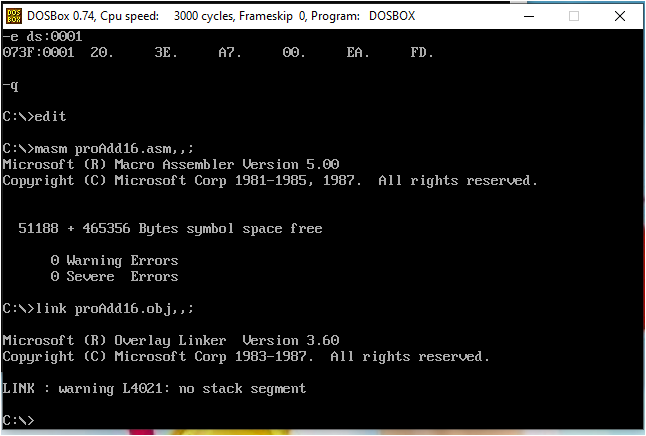 DOS
BOX
DOSBox 0.74, Cpu speed: 3000 cycles, Frameskip 0, Program: DOSBOX
-e ds:0001
073F:0001 20. 3E. A7. 00. EA. FD.
-q
C:\>edit
C:\>masm proAdd16.asm,,;
Microsoft (R) Macro Assembler Version 5.00
Copyright (C) Microsoft Corp 1981-1985, 1987. All rights reserved.
51188 + 465356 Bytes symbol space free
0 Warning Errors
0 Severe Errors
C:\>link proAdd16.obj,,;
Microsoft (R) Overlay Linker Version 3.60
Copyright (C) Microsoft Corp 1983-1987. All rights reserved.
LINK : warning L4021: no stack segment
C:\>